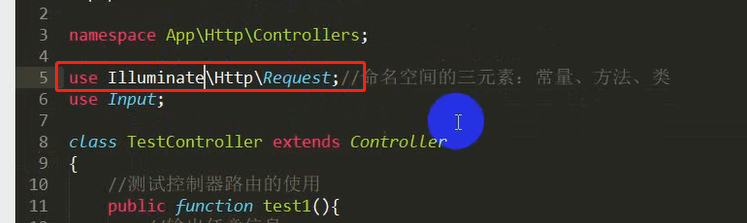 2
3 namespace App\Http\Controllers;
4
5 use Illuminate\Http\Request;//命名空间的三元素：常量、方法、类
6 use Input;
7
8 class TestController extends Controller
9 {
10 //测试控制器路由的使用
11 public function test1(){